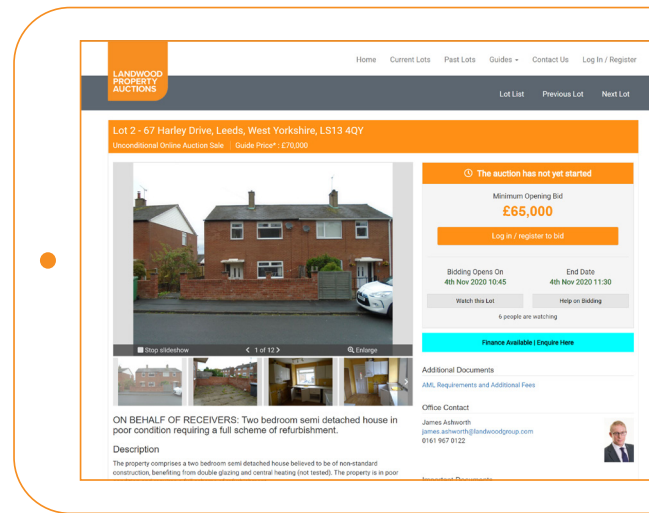 LANDWOOD
PROPERTY
AUCTIONS
Home Current Lots Past Lots Guides Contact Us Log In / Register
Lot List Previous Lot Next Lot
Lot 2 - 67 Harley Drive, Leeds, West Yorkshire, LS13 4QY
Unconditional Online Auction Sale | Guide Price* : £70,000
The auction has not yet started
Minimum Opening Bid
£65,000
Log in / register to bid
Bidding Opens On End Date
4th Nov 2020 10:45 4th Nov 2020 11:30
Watch this Lot Help on Bidding
6 people are watching
Stop slideshow < 1 of 12 > Enlarge
Finance Available | Enquire Here
Additional Documents
AML Requirements and Additional Fees
Office Contact
James Ashworth
james.ashworth@landwoodgroup.com
0161 967 0122
ON BEHALF OF RECEIVERS: Two bedroom semi detached house in
poor condition requiring a full scheme of refurbishment.
Description
The property comprises a two bedroom semi detached house believed to be of non-standard
construction, benefiting from double glazing and central heating (not tested). The property is in poor